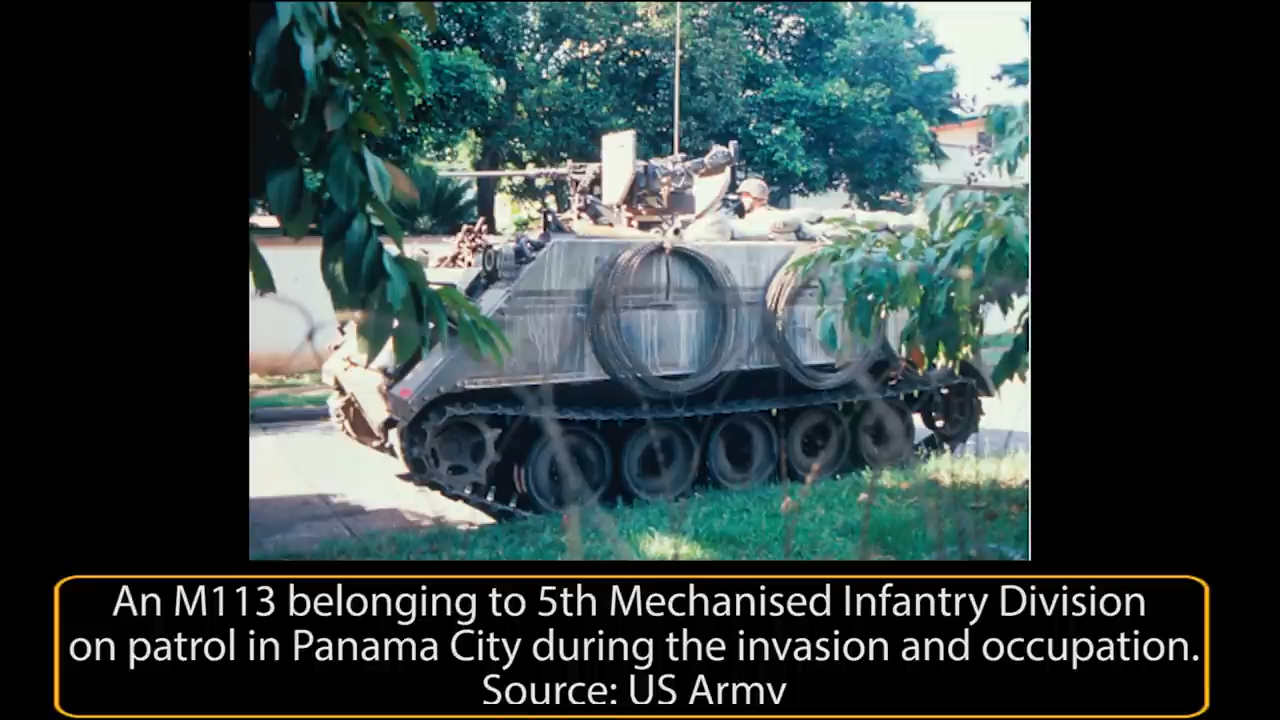 An M113 belonging to 5th Mechanised Infantry Division
on patrol in Panama City during the invasion and occupation.
Source: US Army